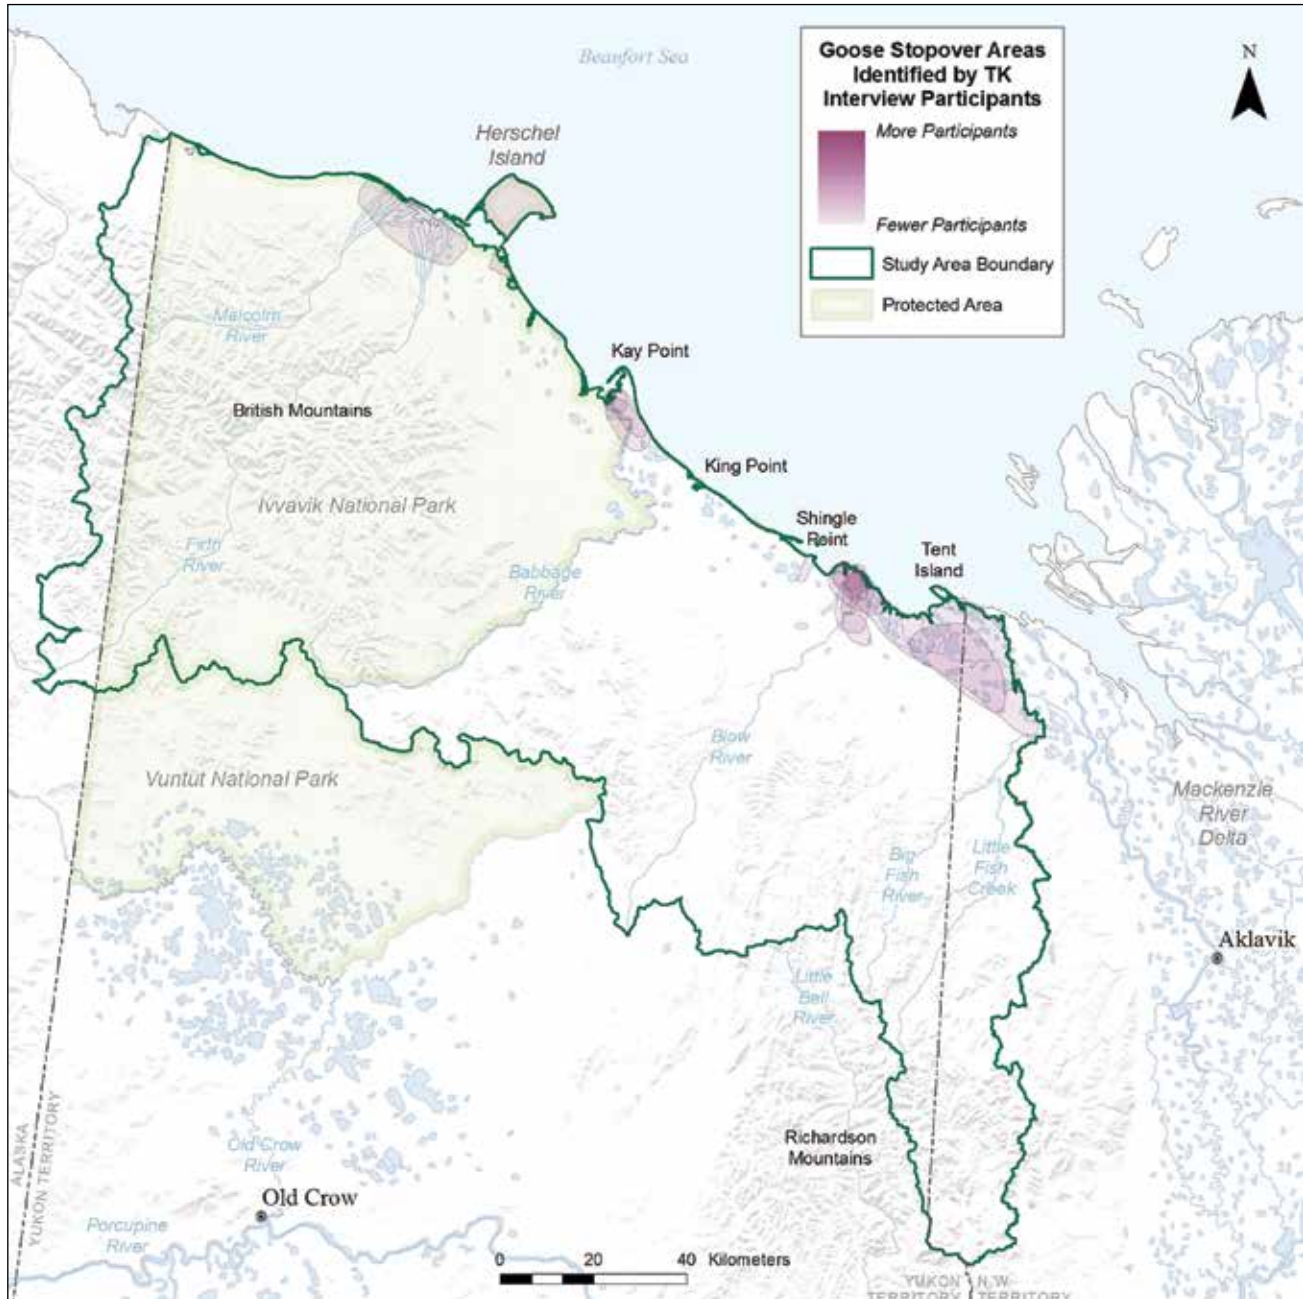 Beaufort Sea
Goose Stopover Areas
Identified by TK
Interview Participants
More Participants
Fewer Participants
Study Area Boundary
Protected Area
N
Herschel
Island
Malcolm
River
Kay Point
British Mountains
King Point
Ivvavik National Park
Shingle
Point
Tent
Island
Firth
River
Babbage
River
Blow
River
Vuntut National Park
Mackenzie
River
Delta
Big
Fish
River
Little
Fish
Creek
Aklavik
Little
Bell
River
Richardson
Mountains
ALASKA
YUKON TERRITORY
Old Crow
River
Old Crow
Porcupine
River
0 20 40 Kilometers
YUKON
TERRITORY
N.W.
TERRITORY